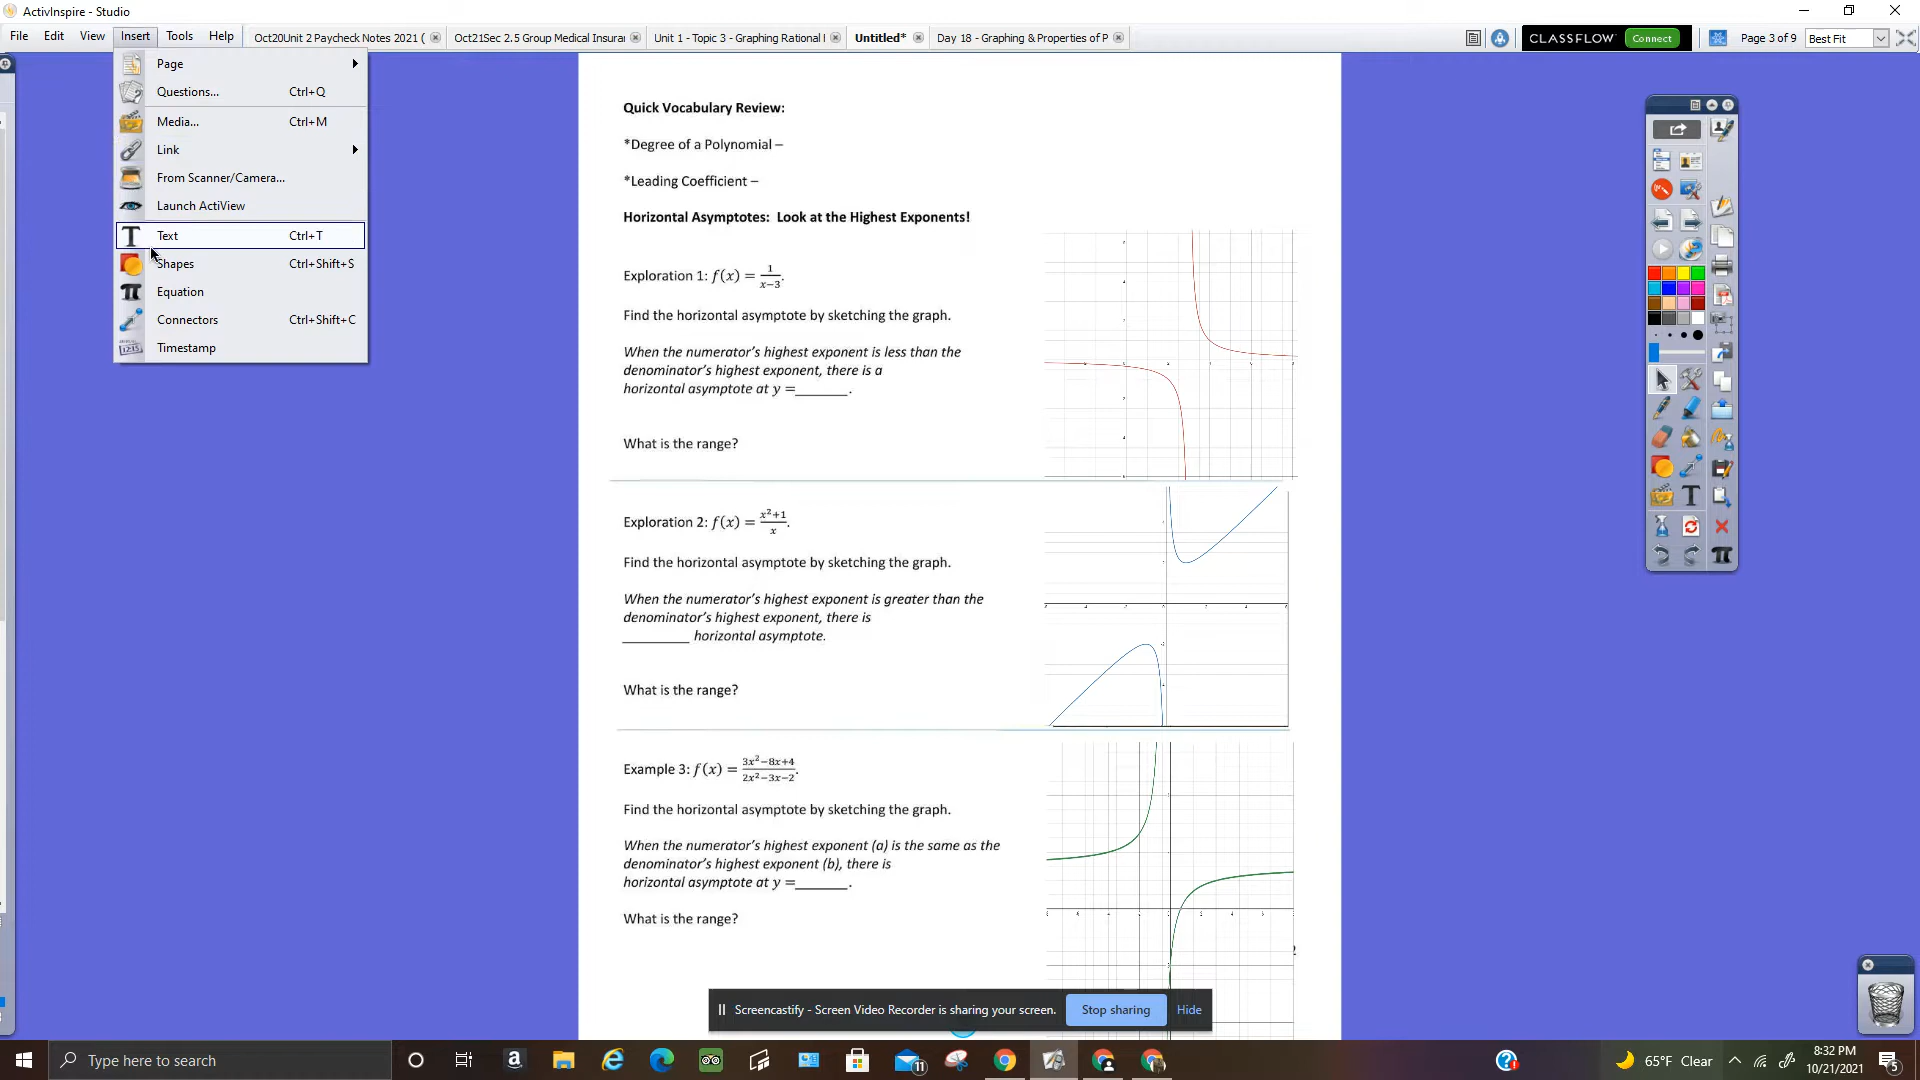 ActivInspire - Studio
File Edit View Insert Tools Help
Oct20Unit 2 Paycheck Notes 2021 (
Oct21Sec 2.5 Group Medical Insurar
Unit 1 - Topic 3 - Graphing Rational I
Untitled*
Day 18 - Graphing & Properties of P
CLASSFLOW Connect
Page 3 of 9
Best Fit
Page
Questions... Ctrl+Q
Media... Ctrl+M
Link
From Scanner/Camera...
Launch ActiView
Text Ctrl+T
Shapes Ctrl+Shift+S
Equation
Connectors Ctrl+Shift+C
Timestamp
Quick Vocabulary Review:
*Degree of a Polynomial –
*Leading Coefficient –
Horizontal Asymptotes: Look at the Highest Exponents!
Exploration 1: f(x) = 1/(x−3).
Find the horizontal asymptote by sketching the graph.
When the numerator's highest exponent is less than the
denominator's highest exponent, there is a
horizontal asymptote at y =_______.
What is the range?
Exploration 2: f(x) = (x²+1)/x.
Find the horizontal asymptote by sketching the graph.
When the numerator's highest exponent is greater than the
denominator's highest exponent, there is
_________ horizontal asymptote.
What is the range?
Example 3: f(x) = (3x²−8x+4)/(2x²−3x−2).
Find the horizontal asymptote by sketching the graph.
When the numerator's highest exponent (a) is the same as the
denominator's highest exponent (b), there is
horizontal asymptote at y =_______.
What is the range?
Screencastify - Screen Video Recorder is sharing your screen. Stop sharing Hide
Type here to search
11
65°F Clear
8:32 PM
10/21/2021
5